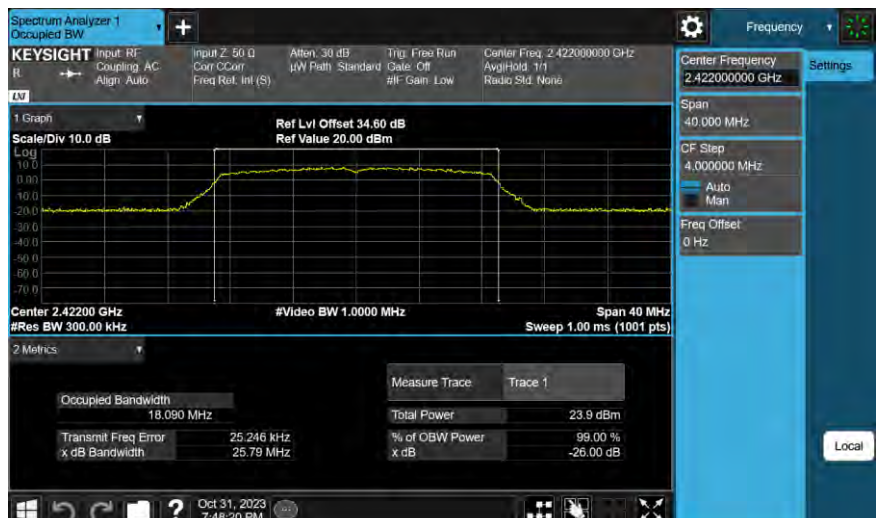 Spectrum Analyzer 1
Occupied BW
+
Frequency
KEYSIGHT
R
LXI
Input: RF
Coupling: AC
Align: Auto
Input Z: 50 Ω
Corr CCorr
Freq Ref: Int (S)
Atten: 30 dB
µW Path: Standard
Trig: Free Run
Gate: Off
#IF Gain: Low
Center Freq: 2.422000000 GHz
Avg|Hold: 1/1
Radio Std: None
Center Frequency
2.422000000 GHz
Settings
Span
40.000 MHz
CF Step
4.000000 MHz
Auto
Man
Freq Offset
0 Hz
1 Graph
Scale/Div 10.0 dB
Ref Lvl Offset 34.60 dB
Ref Value 20.00 dBm
Log
10.0
0.00
-10.0
-20.0
-30.0
-40.0
-50.0
-60.0
-70.0
Center 2.42200 GHz
#Res BW 300.00 kHz
#Video BW 1.0000 MHz
Span 40 MHz
Sweep 1.00 ms (1001 pts)
2 Metrics
Measure Trace Trace 1
Occupied Bandwidth
18.090 MHz
Total Power 23.9 dBm
Transmit Freq Error 25.246 kHz
% of OBW Power 99.00 %
x dB Bandwidth 25.79 MHz
x dB -26.00 dB
Local
?
Oct 31, 2023
7:48:20 PM